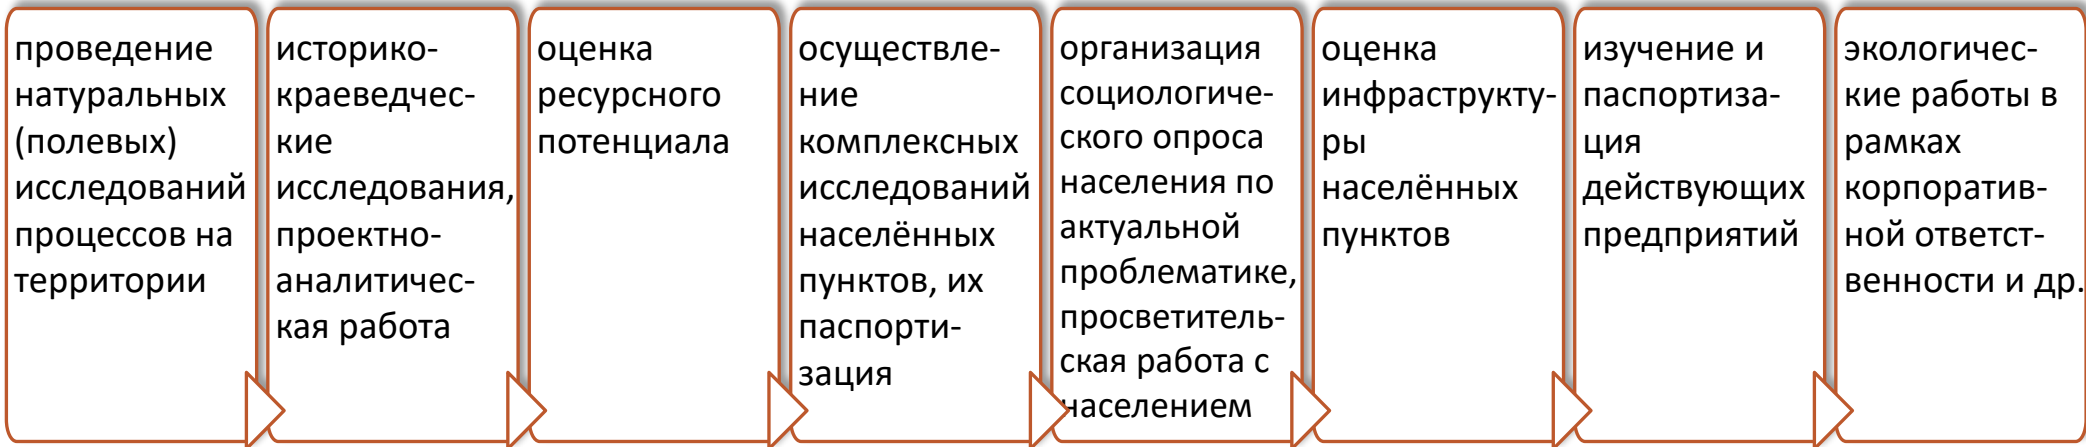 проведение
натуральных
(полевых)
исследований
процессов на
территории
историко-
краеведчес-
кие
исследования,
проектно-
аналитичес-
кая работа
оценка
ресурсного
потенциала
осуществле-
ние
комплексных
исследований
населённых
пунктов, их
паспорти-
зация
организация
социологиче-
ского опроса
населения по
актуальной
проблематике,
просветитель-
ская работа с
населением
оценка
инфраструкту-
ры
населённых
пунктов
изучение и
паспортиза-
ция
действующих
предприятий
экологичес-
кие работы в
рамках
корпоратив-
ной ответст-
венности и др.